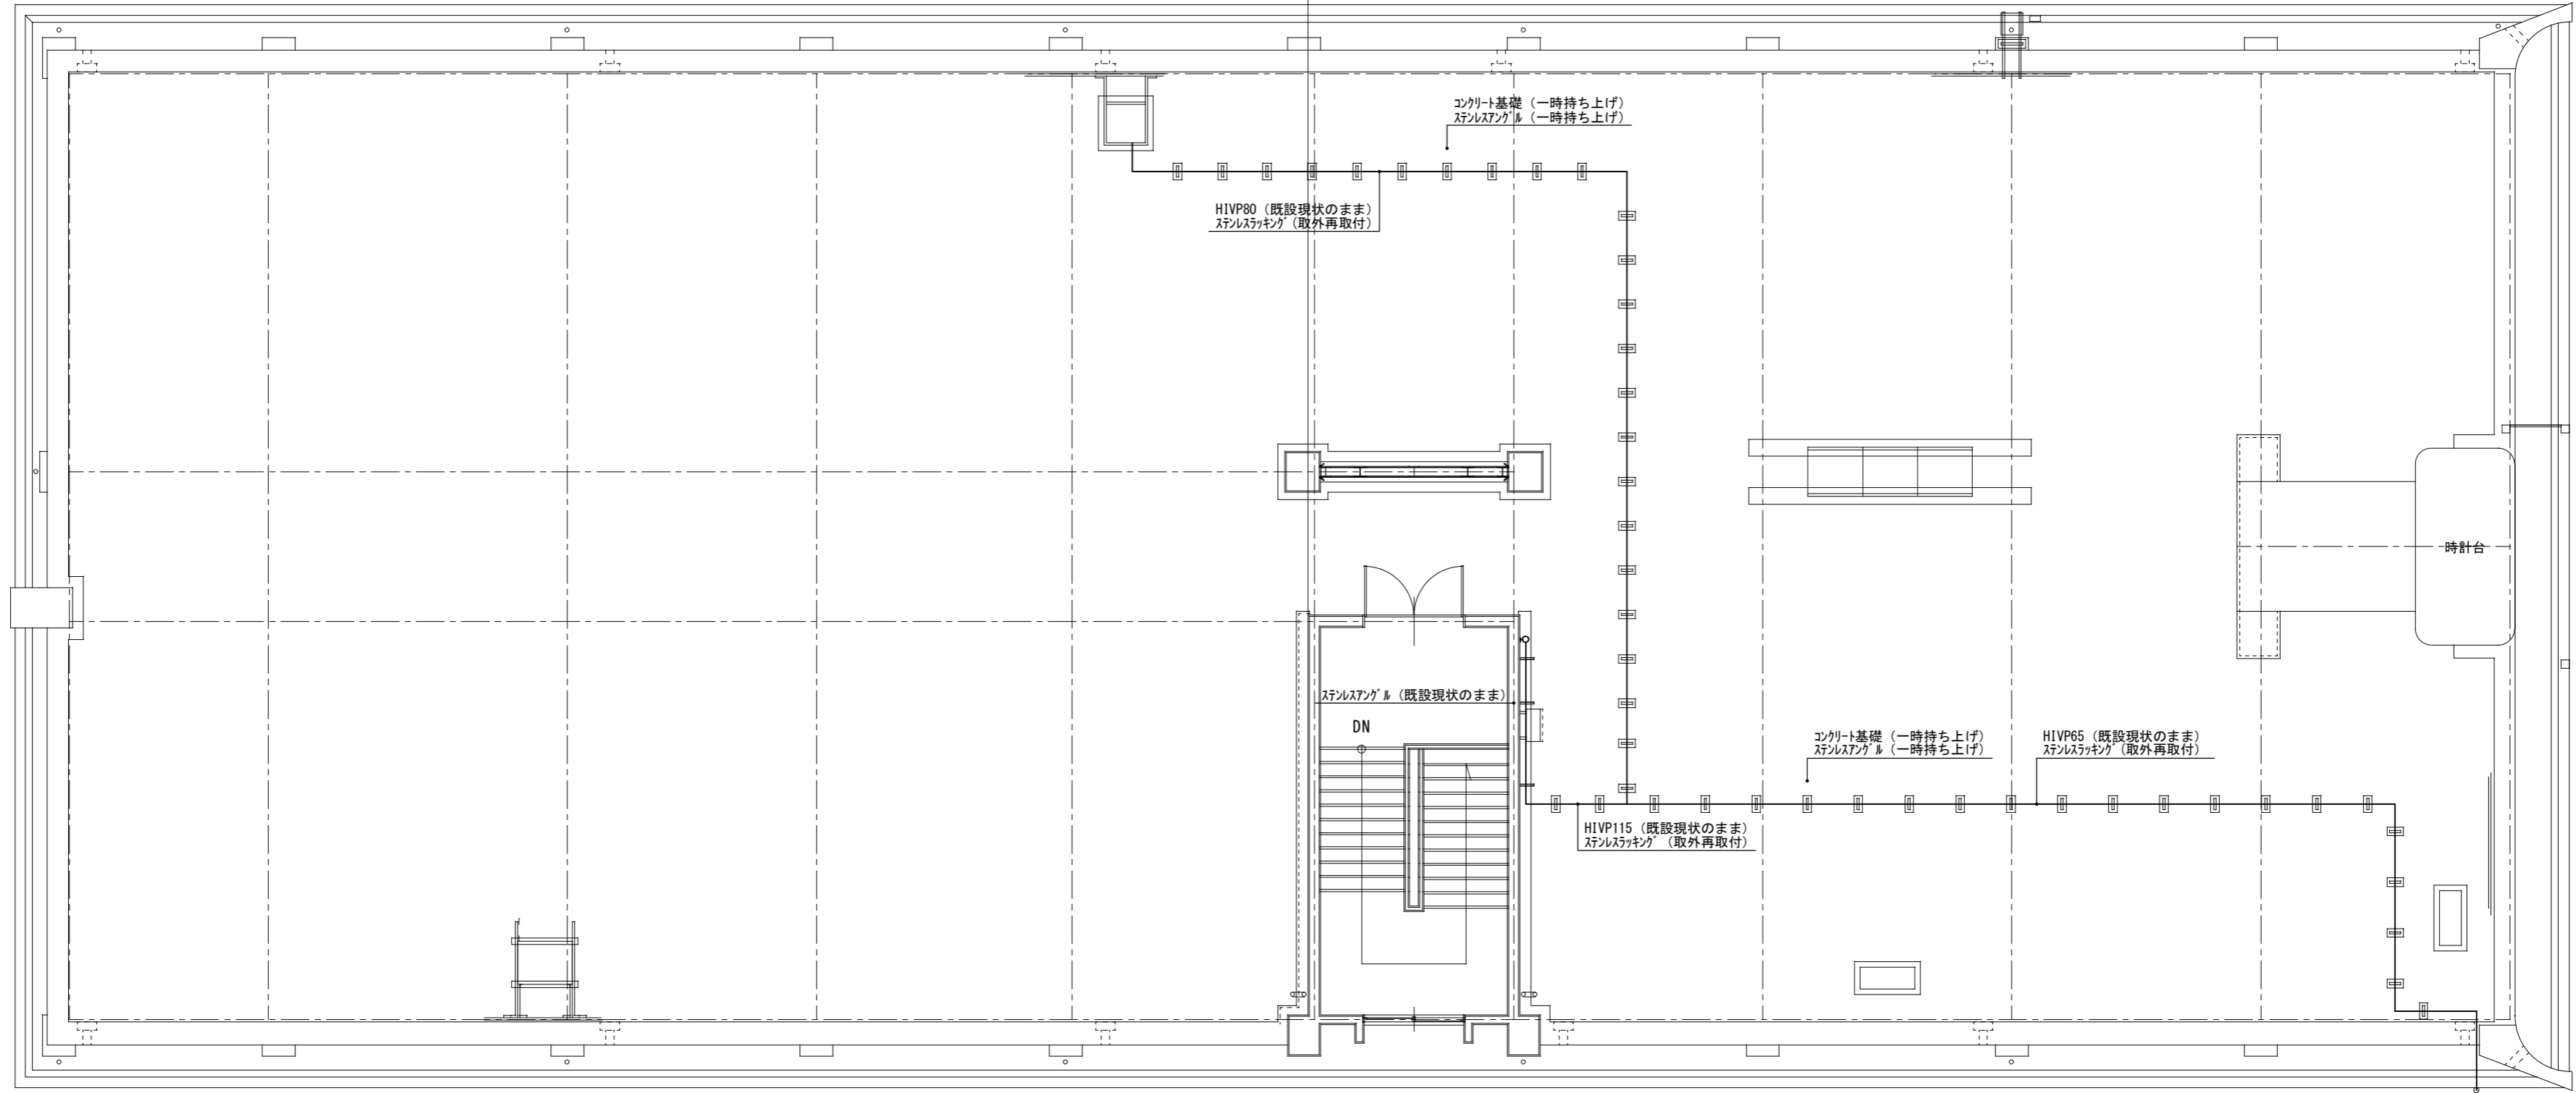 コンクリート基礎（一時持ち上げ）
ステンレスアングル（一時持ち上げ）
HIVP80（既設現状のまま）
ステンレスラッキング（取外再取付）
時計台
ステンレスアングル（既設現状のまま）
DN
コンクリート基礎（一時持ち上げ）
ステンレスアングル（一時持ち上げ）
HIVP65（既設現状のまま）
ステンレスラッキング（取外再取付）
HIVP115（既設現状のまま）
ステンレスラッキング（取外再取付）